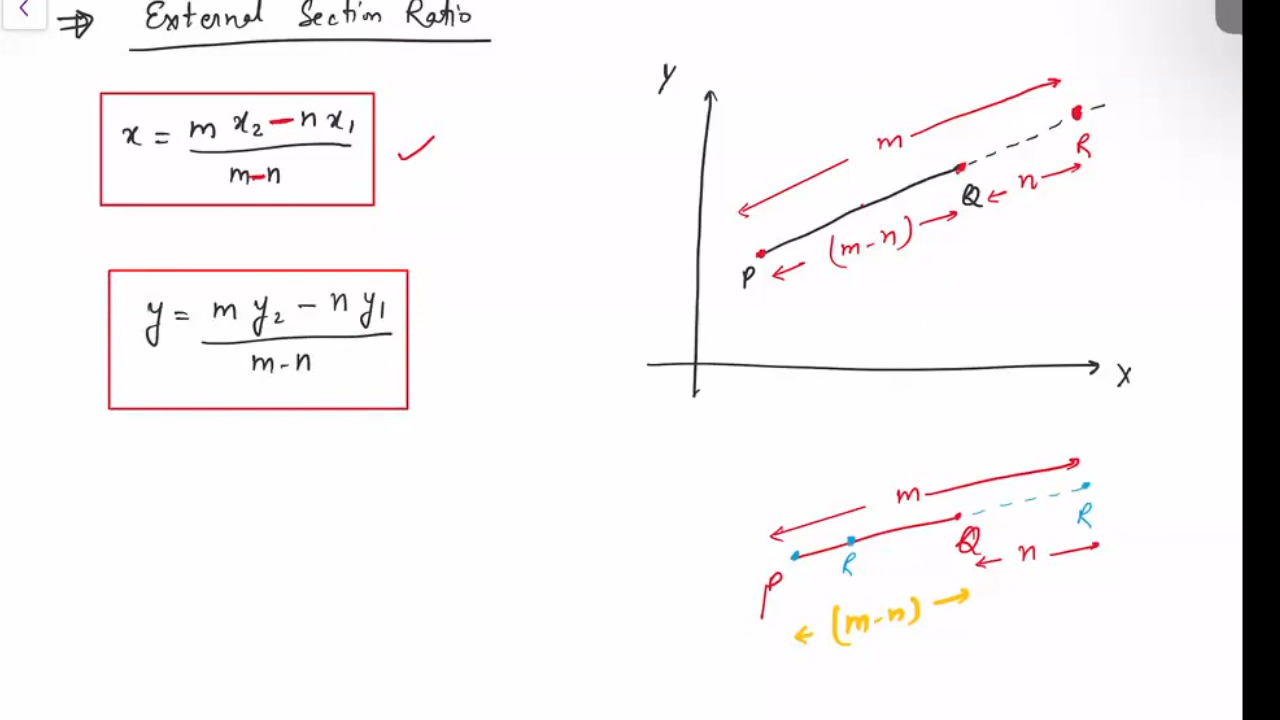 ⇒ External Section Ratio
x = (m x₂ - n x₁) / (m-n) ✓
y = (m y₂ - n y₁) / (m-n)
y
m
R
Q
n
(m-n)
P
X
m
R
Q
n
R
P
(m-n)